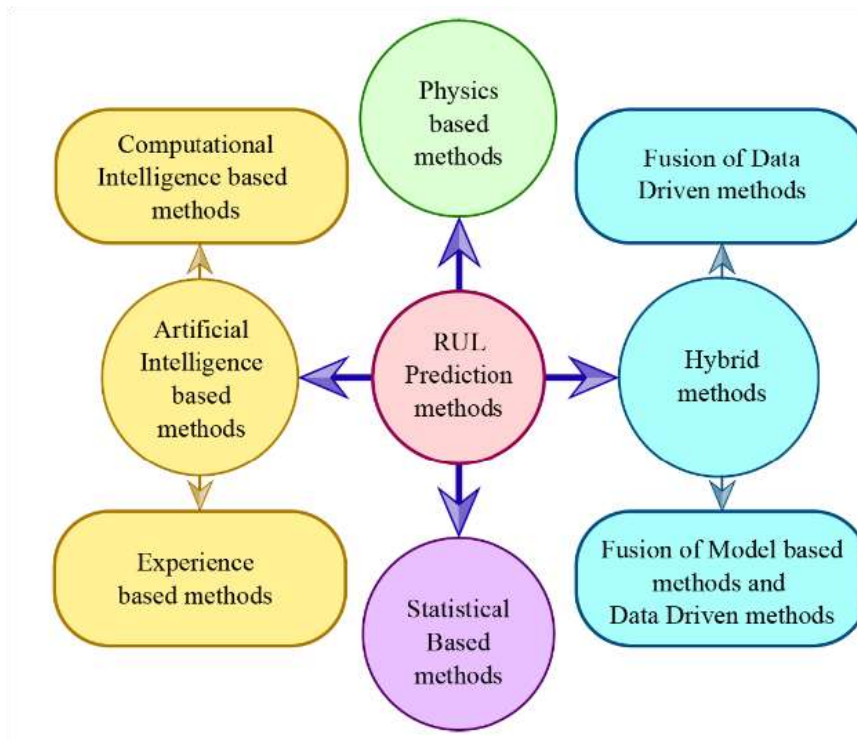 Physics
based
methods
Computational
Intelligence based
methods
Fusion of Data
Driven methods
Artificial
Intelligence
based
methods
RUL
Prediction
methods
Hybrid
methods
Experience
based methods
Statistical
Based
methods
Fusion of Model based
methods and
Data Driven methods